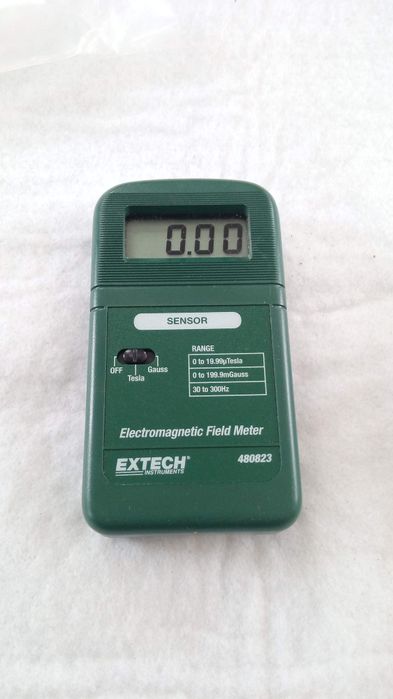 0.00
SENSOR
RANGE
0 to 19.99µTesla
0 to 199.9mGauss
30 to 300Hz
OFF
Tesla
Gauss
Electromagnetic Field Meter
EXTECH®
INSTRUMENTS
480823